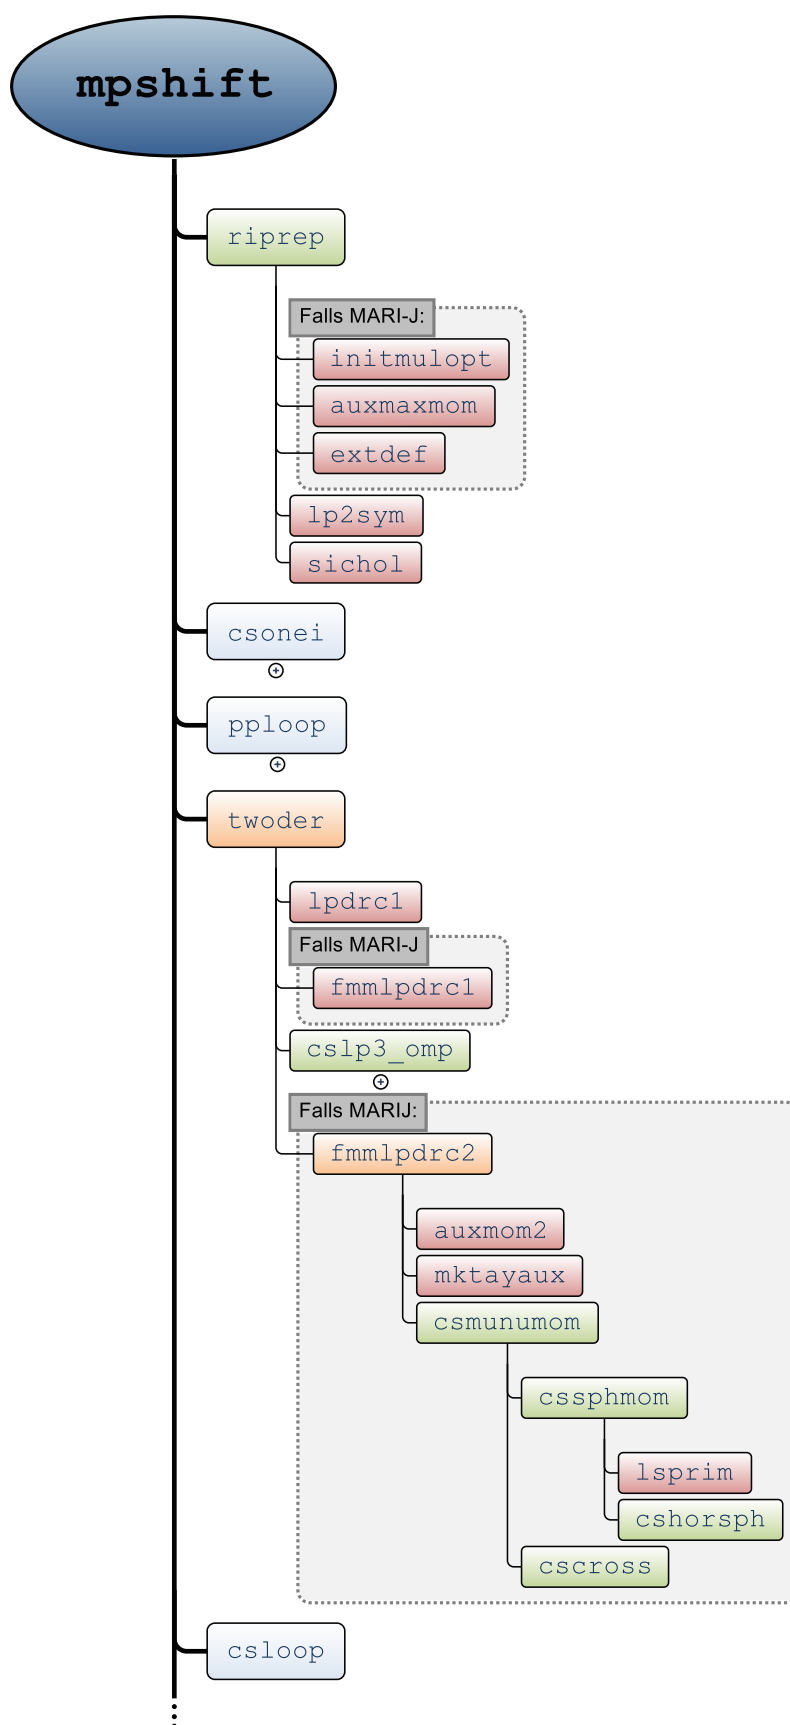 mpshift
riprep
Falls MARI-J:
initmulopt
auxmaxmom
extdef
lp2sym
sichol
csonei
pploop
twoder
lpdrc1
Falls MARI-J
fmmlpdrc1
cslp3_omp
Falls MARIJ:
fmmlpdrc2
auxmom2
mktayaux
csmunumom
cssphmom
lsprim
cshorsph
cscross
csloop